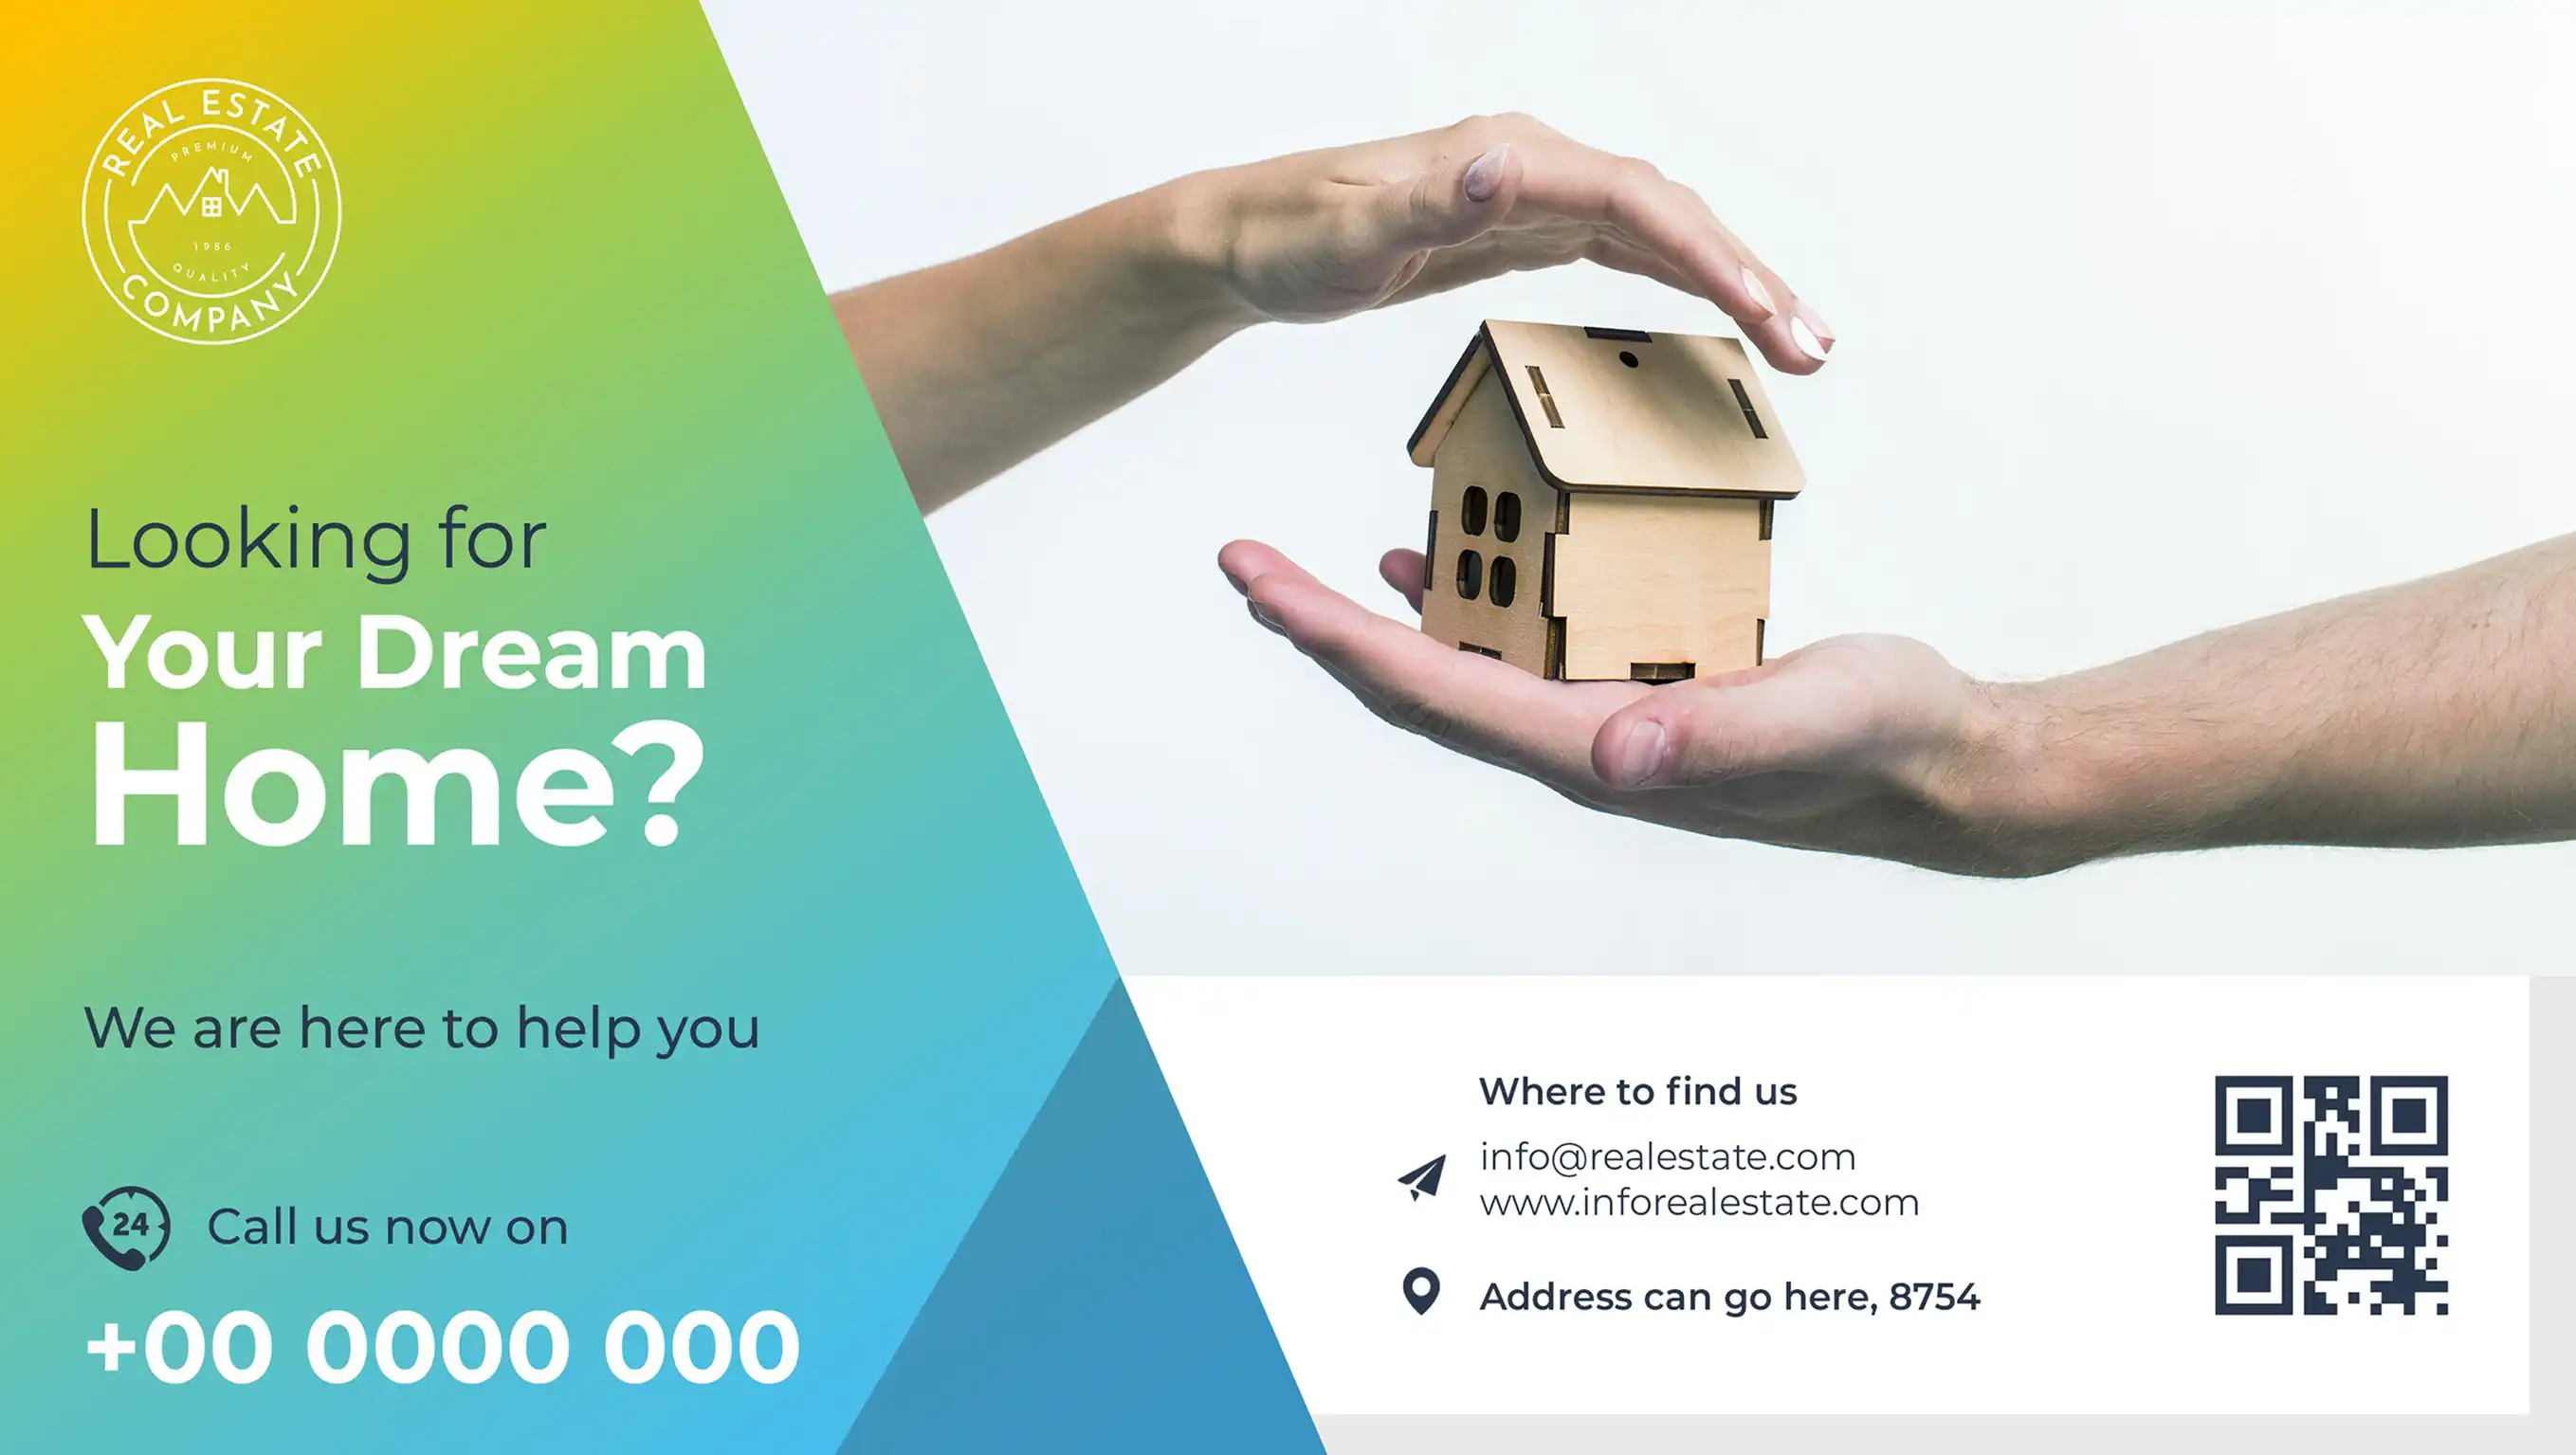 REAL ESTATE
PREMIUM
1986
QUALITY
COMPANY
Looking for
Your Dream
Home?
We are here to help you
24
Call us now on
+00 0000 000
Where to find us
info@realestate.com
www.inforealestate.com
Address can go here, 8754